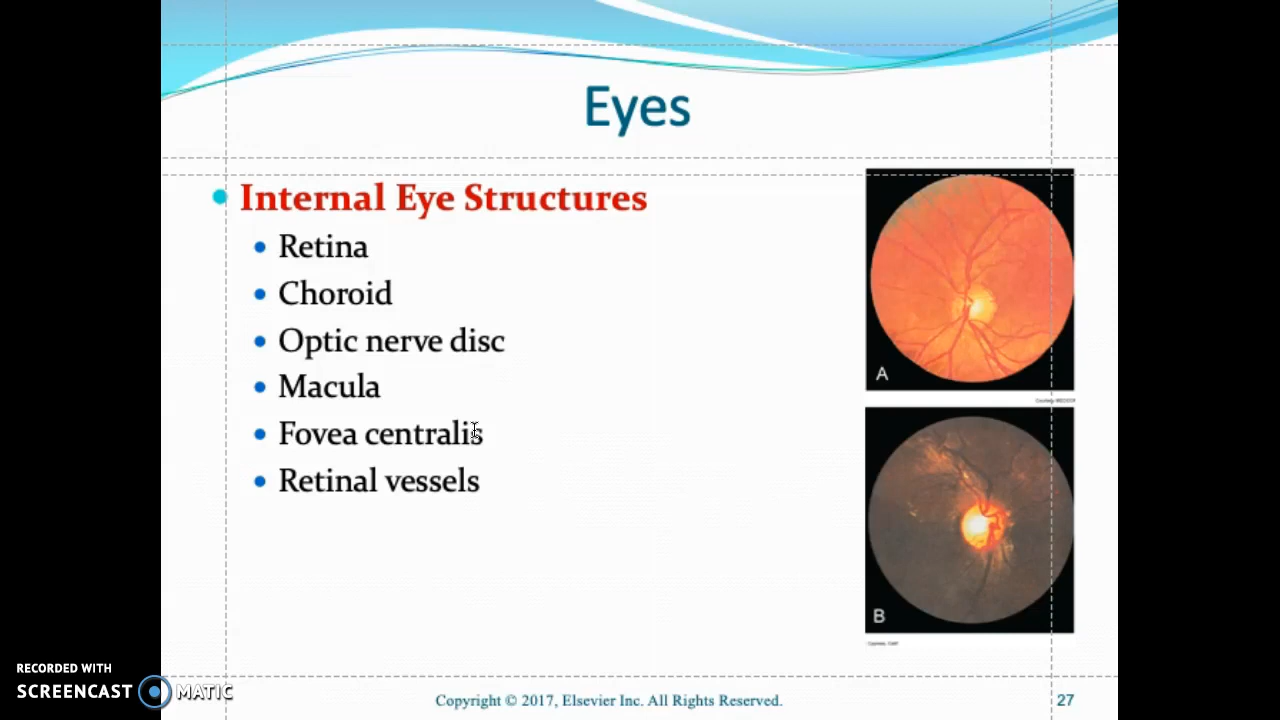 Eyes
Internal Eye Structures
Retina
Choroid
Optic nerve disc
Macula
Fovea centralis
Retinal vessels
A
B
RECORDED WITH
SCREENCAST MATIC
Copyright © 2017, Elsevier Inc. All Rights Reserved.
27